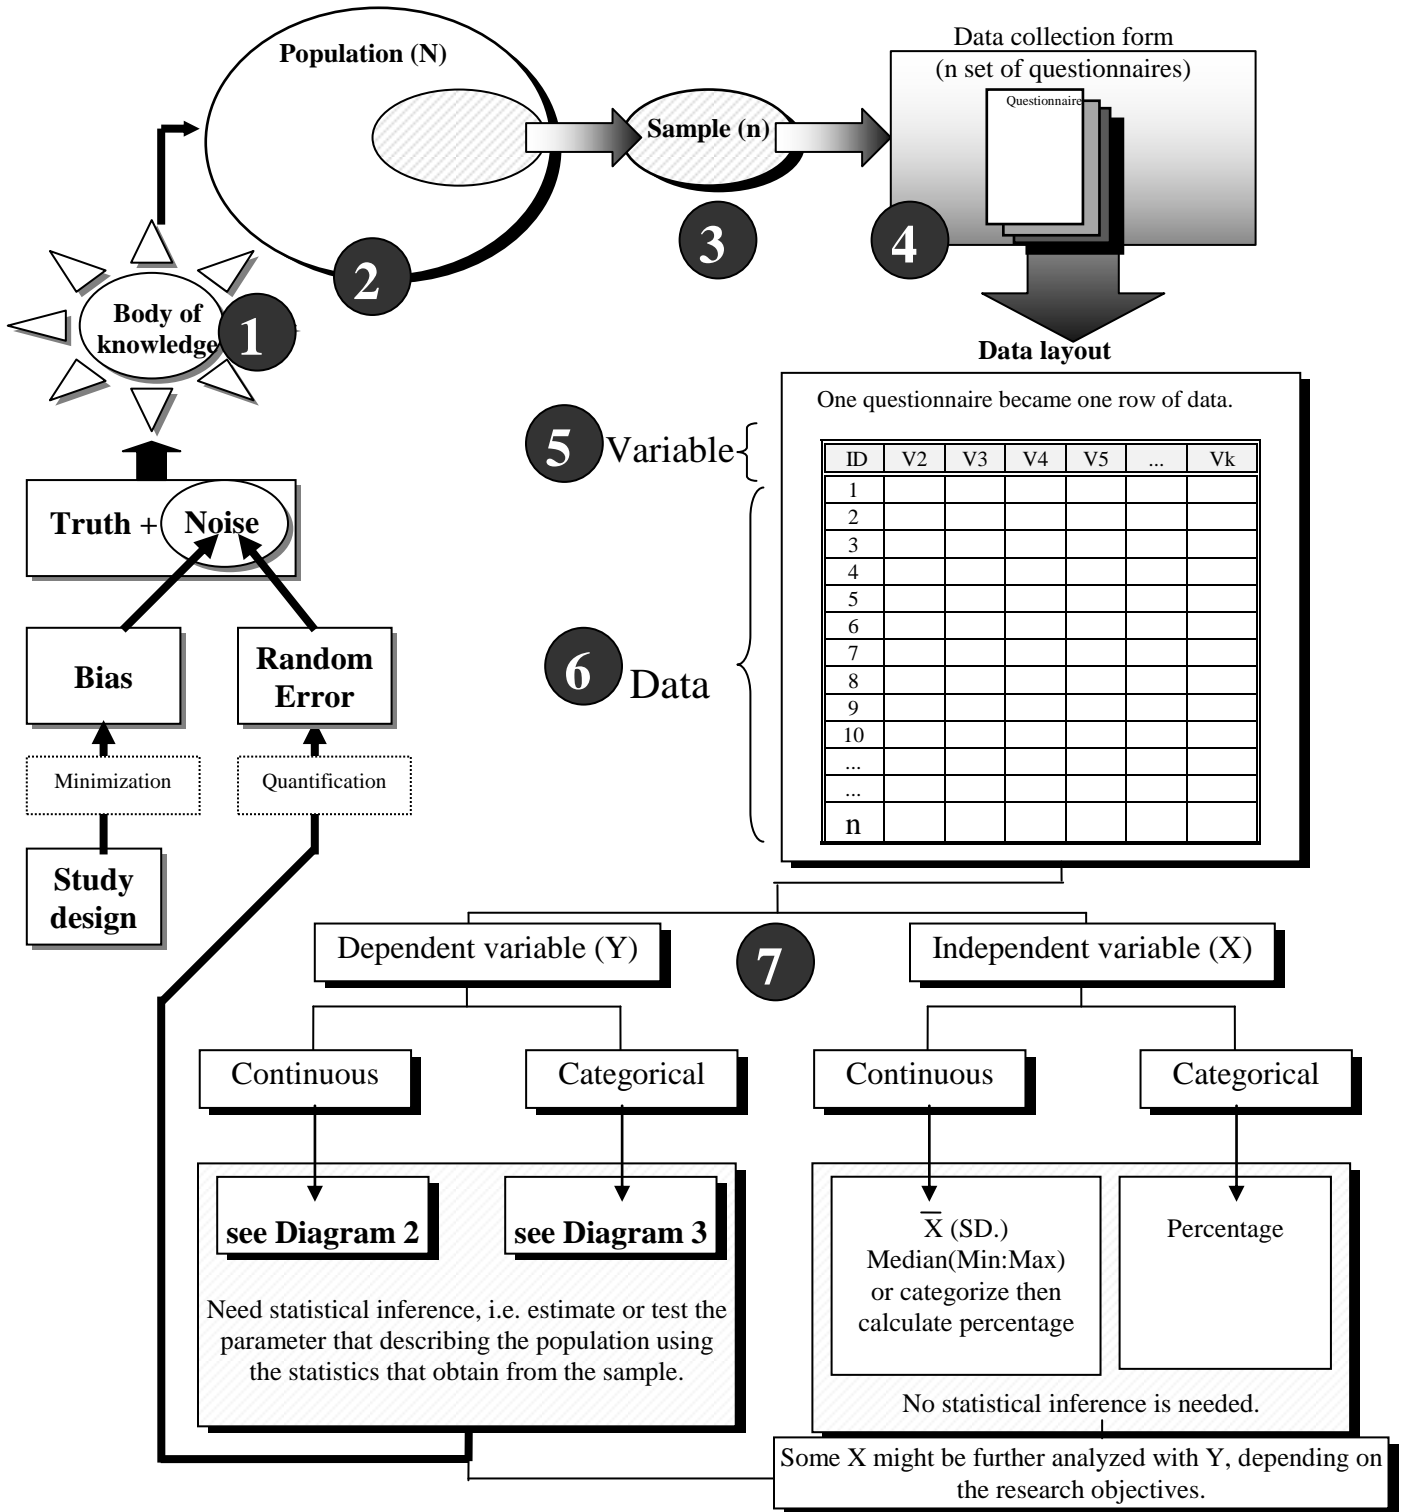 Population (N)
Sample (n)
Data collection form
(n set of questionnaires)
Questionnaire
2
3
4
Body of
knowledge
1
Data layout
One questionnaire became one row of data.
5
Variable
ID V2 V3 V4 V5 ... Vk
1
2
3
4
5
6
7
8
9
10
...
...
n
6
Data
Truth + Noise
Bias
Random
Error
Minimization
Quantification
Study
design
7
Dependent variable (Y)
Independent variable (X)
Continuous
Categorical
Continuous
Categorical
see Diagram 2
see Diagram 3
Need statistical inference, i.e. estimate or test the
parameter that describing the population using
the statistics that obtain from the sample.
X̅ (SD.)
Median(Min:Max)
or categorize then
calculate percentage
Percentage
No statistical inference is needed.
Some X might be further analyzed with Y, depending on
the research objectives.